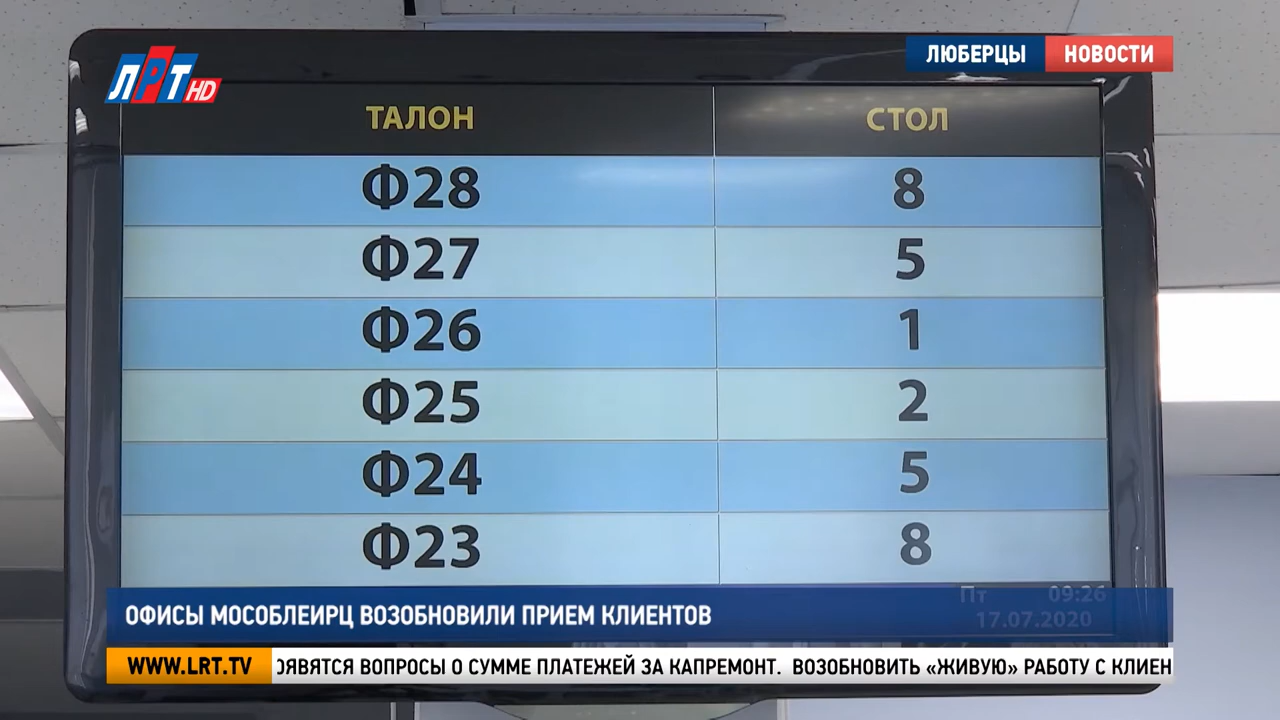 ЛРТ HD
ЛЮБЕРЦЫ НОВОСТИ
ТАЛОН СТОЛ
Ф28 8
Ф27 5
Ф26 1
Ф25 2
Ф24 5
Ф23 8
Пт 09:26
17.07.2020
ОФИСЫ МОСОБЛЕИРЦ ВОЗОБНОВИЛИ ПРИЕМ КЛИЕНТОВ
WWW.LRT.TV ВОПРОСЫ О СУММЕ ПЛАТЕЖЕЙ ЗА КАПРЕМОНТ. ВОЗОБНОВИТЬ «ЖИВУЮ» РАБОТУ С КЛИЕН